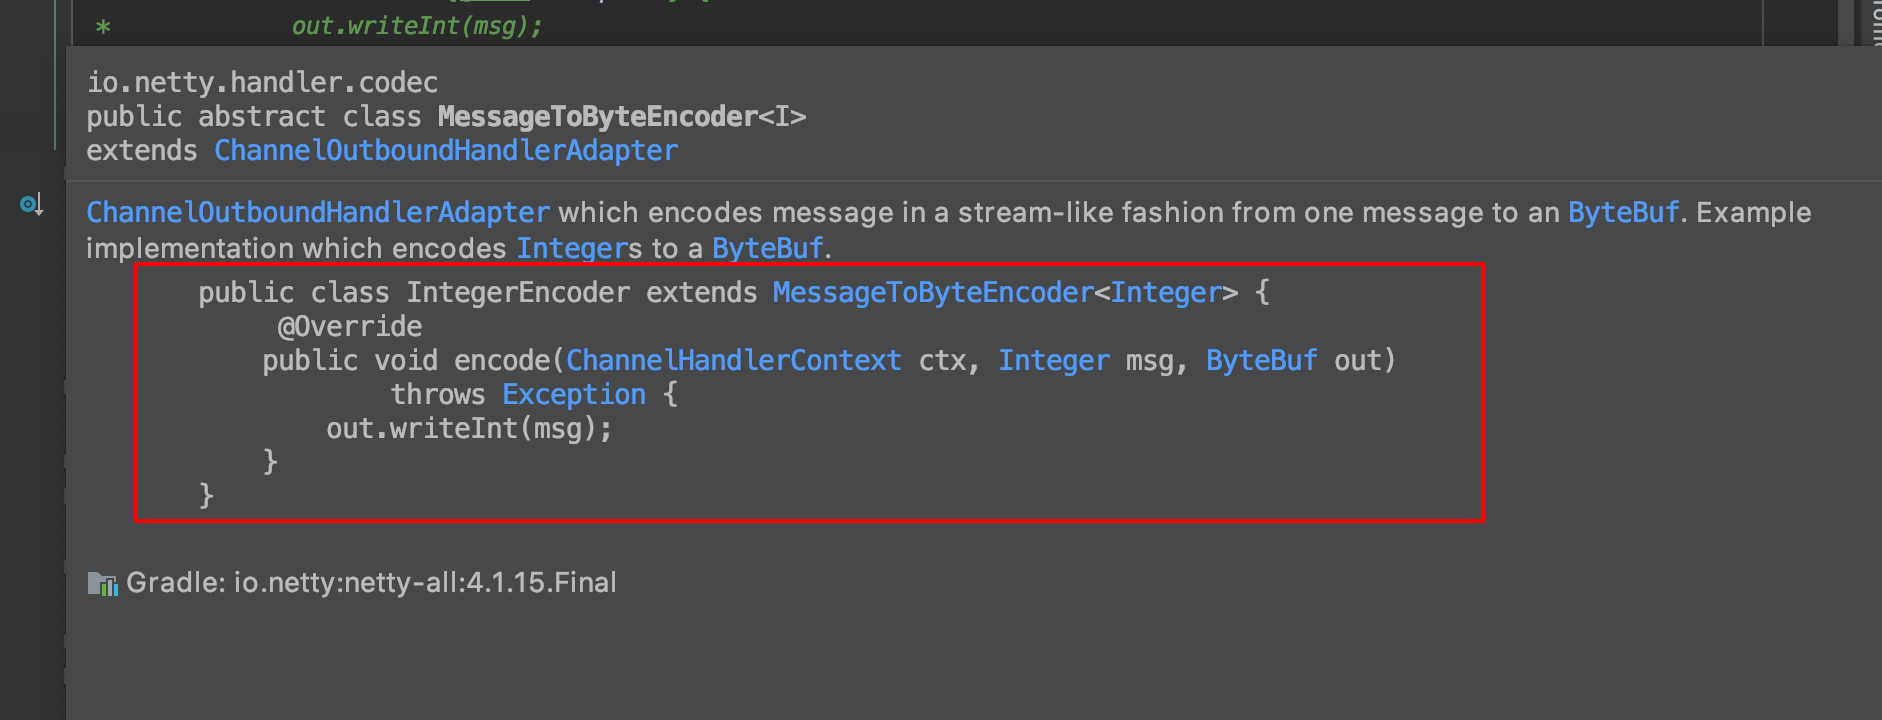 * out.writeInt(msg);
io.netty.handler.codec
public abstract class MessageToByteEncoder<I>
extends ChannelOutboundHandlerAdapter
ChannelOutboundHandlerAdapter which encodes message in a stream-like fashion from one message to an ByteBuf. Example
implementation which encodes Integers to a ByteBuf.
public class IntegerEncoder extends MessageToByteEncoder<Integer> {
@Override
public void encode(ChannelHandlerContext ctx, Integer msg, ByteBuf out)
throws Exception {
out.writeInt(msg);
}
}
Gradle: io.netty:netty-all:4.1.15.Final